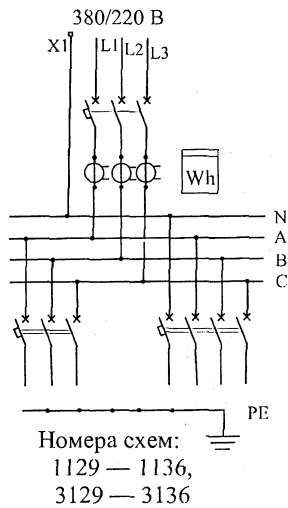 380/220 В
X1 L1 L2 L3
Wh
N
A
B
C
PE
Номера схем:
1129 — 1136,
3129 — 3136